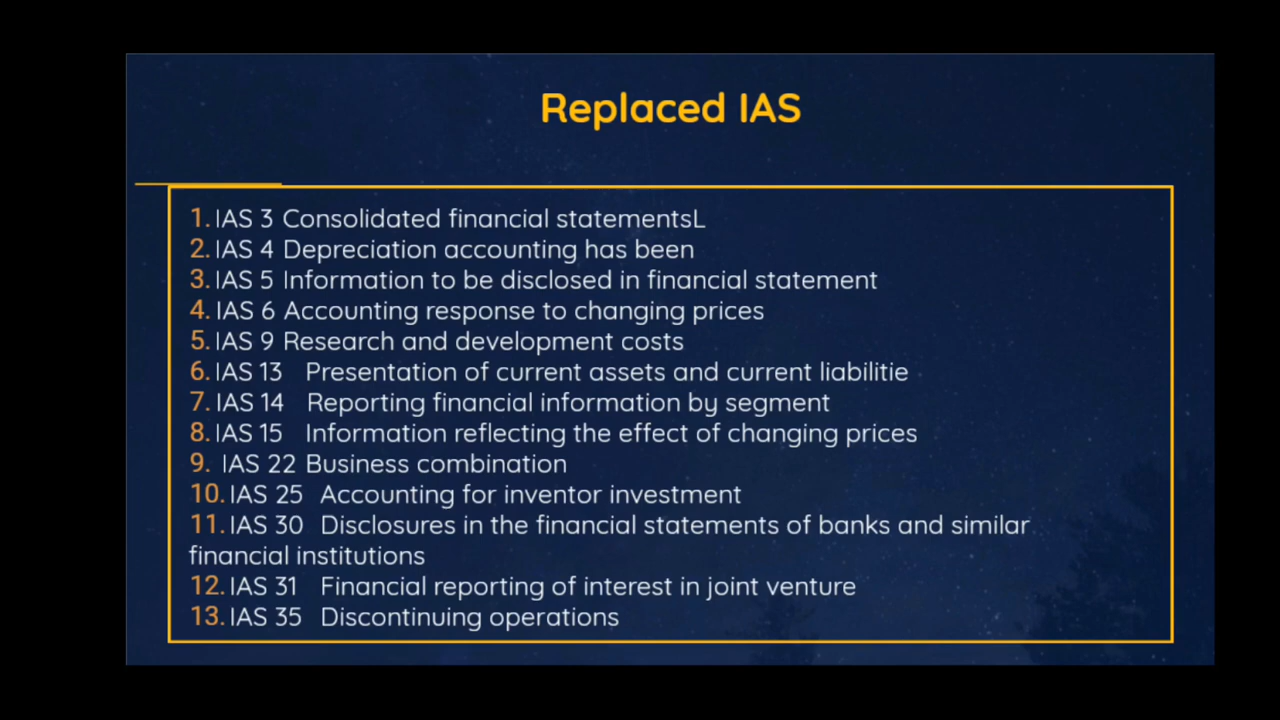 Replaced IAS
1. IAS 3 Consolidated financial statementsL
2. IAS 4 Depreciation accounting has been
3. IAS 5 Information to be disclosed in financial statement
4. IAS 6 Accounting response to changing prices
5. IAS 9 Research and development costs
6. IAS 13 Presentation of current assets and current liabilitie
7. IAS 14 Reporting financial information by segment
8. IAS 15 Information reflecting the effect of changing prices
9. IAS 22 Business combination
10. IAS 25 Accounting for inventor investment
11. IAS 30 Disclosures in the financial statements of banks and similar
financial institutions
12. IAS 31 Financial reporting of interest in joint venture
13. IAS 35 Discontinuing operations